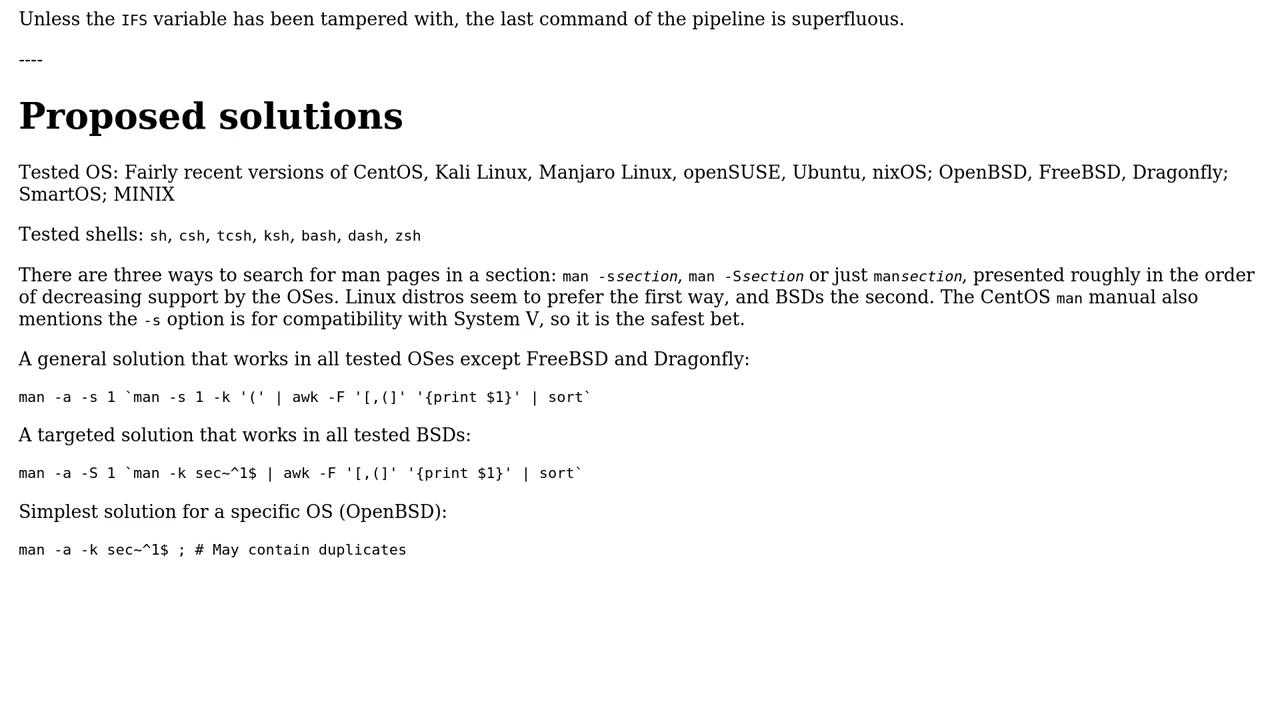 Unless the IFS variable has been tampered with, the last command of the pipeline is superfluous.
----
Proposed solutions
Tested OS: Fairly recent versions of CentOS, Kali Linux, Manjaro Linux, openSUSE, Ubuntu, nixOS; OpenBSD, FreeBSD, Dragonfly;
SmartOS; MINIX
Tested shells: sh, csh, tcsh, ksh, bash, dash, zsh
There are three ways to search for man pages in a section: man -ssection, man -Ssection or just mansection, presented roughly in the order
of decreasing support by the OSes. Linux distros seem to prefer the first way, and BSDs the second. The CentOS man manual also
mentions the -s option is for compatibility with System V, so it is the safest bet.
A general solution that works in all tested OSes except FreeBSD and Dragonfly:
man -a -s 1 `man -s 1 -k '(' | awk -F '[,(]' '{print $1}' | sort`
A targeted solution that works in all tested BSDs:
man -a -S 1 `man -k sec~^1$ | awk -F '[,(]' '{print $1}' | sort`
Simplest solution for a specific OS (OpenBSD):
man -a -k sec~^1$ ; # May contain duplicates